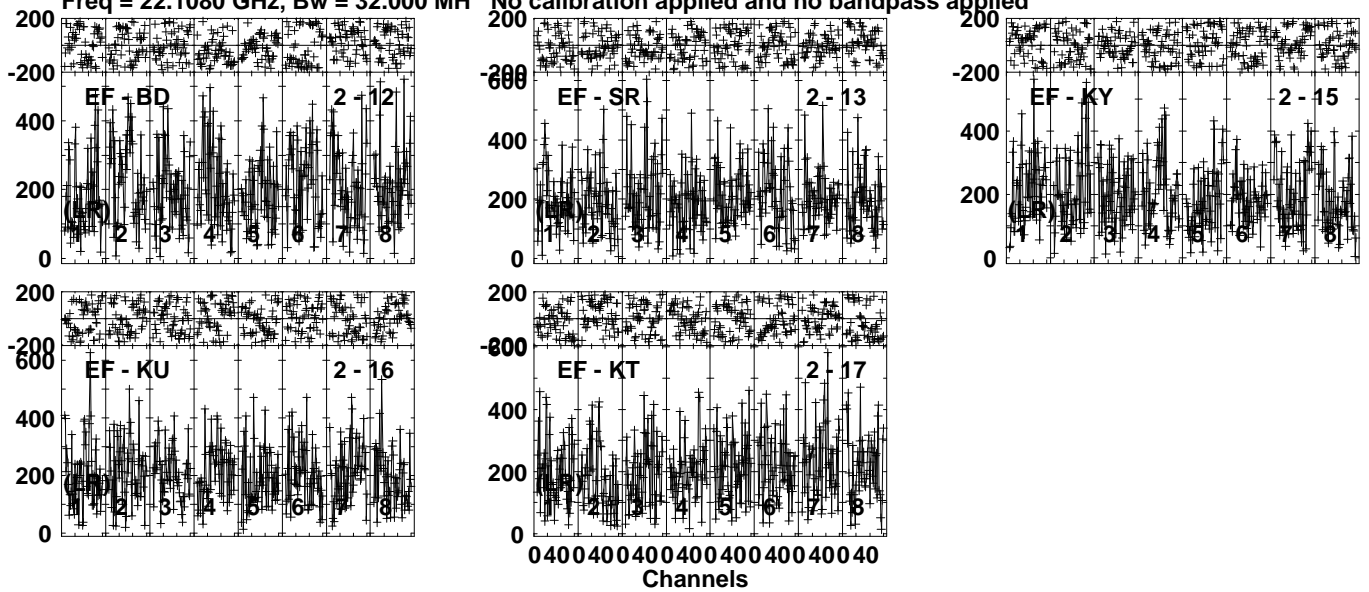 Freq = 22.1080 GHz, Bw = 32.000 MH No calibration applied and no bandpass applied
200
-200
EF - BD 2 - 12
400
200
(LR)
1 2 3 4 5 6 7 8
0
200
-200
600
EF - SR 2 - 13
400
200
(LR)
1 2 3 4 5 6 7 8
0
200
-200
EF - KY 2 - 15
400
200
(LR)
1 2 3 4 5 6 7 8
0
200
-200
600
EF - KU 2 - 16
400
200
(LR)
1 2 3 4 5 6 7 8
0
200
-200
600
EF - KT 2 - 17
400
200
(LR)
1 2 3 4 5 6 7 8
0
0 40 0 40 0 40 0 40 0 40 0 40 0 40 0 40
Channels